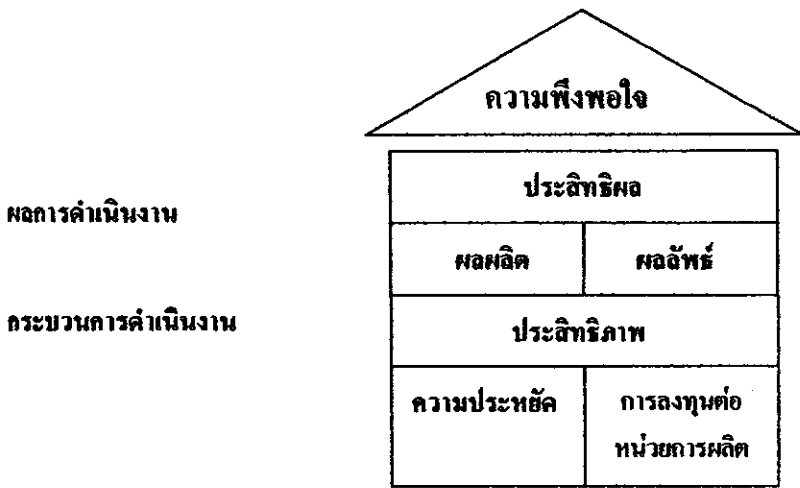 ความพึงพอใจ
ประสิทธิผล
ผลการดำเนินงาน
ผลผลิต ผลลัพธ์
กระบวนการดำเนินงาน
ประสิทธิภาพ
ความประหยัด การลงทุนต่อ
หน่วยการผลิต